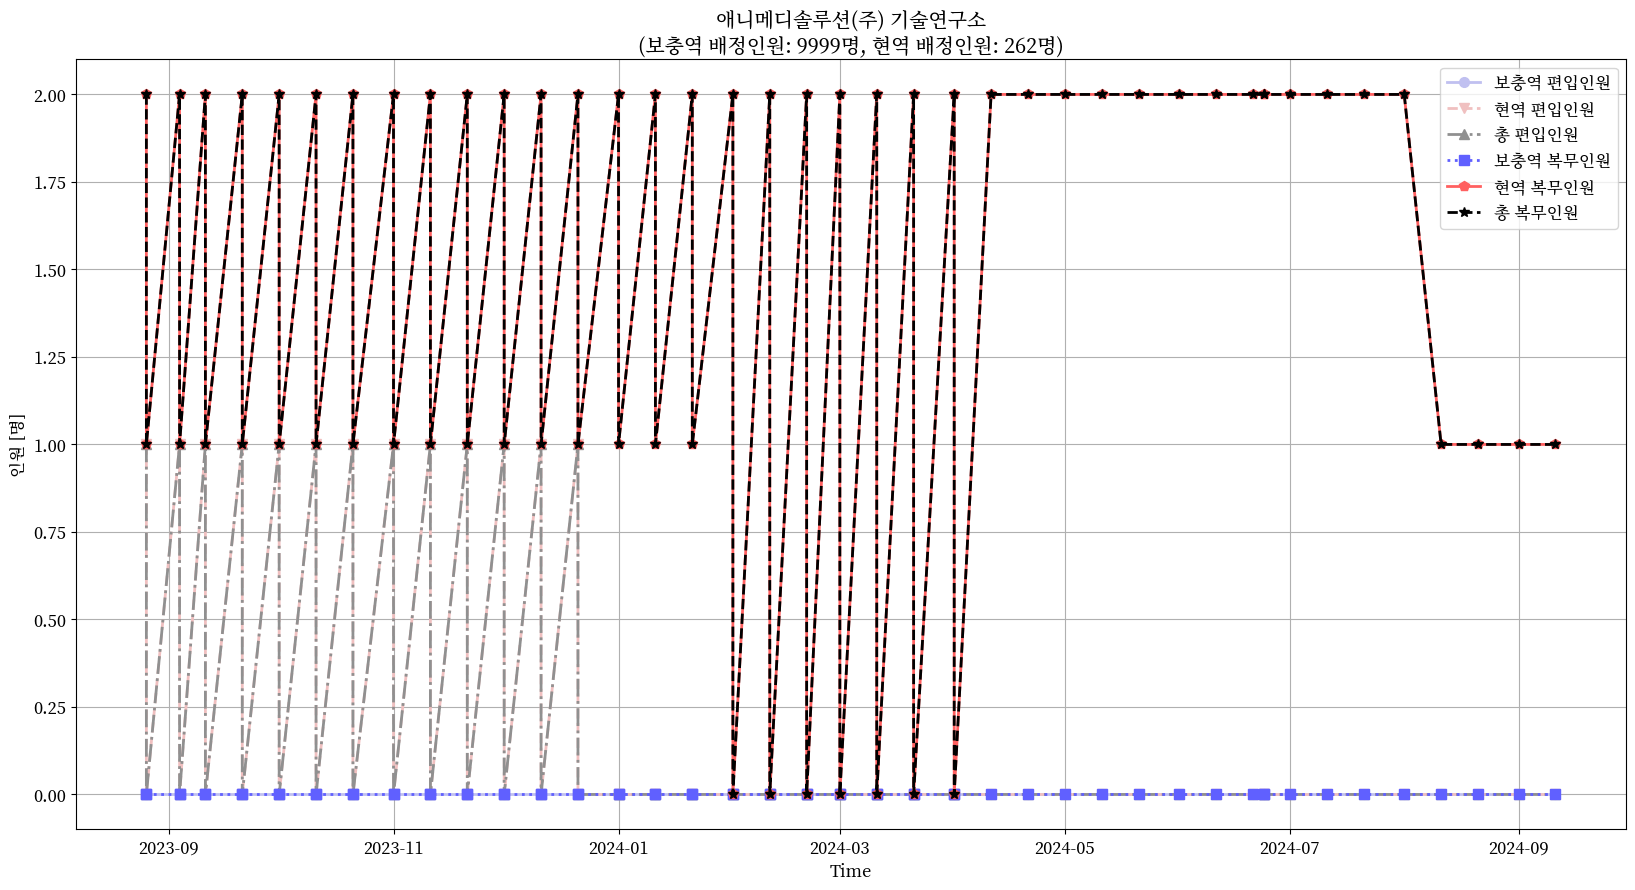 애니메디솔루션(주) 기술연구소
(보충역 배정인원: 9999명, 현역 배정인원: 262명)
보충역 편입인원
현역 편입인원
총 편입인원
보충역 복무인원
현역 복무인원
총 복무인원
인원 [명]
2.00
1.75
1.50
1.25
1.00
0.75
0.50
0.25
0.00
2023-09
2023-11
2024-01
2024-03
2024-05
2024-07
2024-09
Time